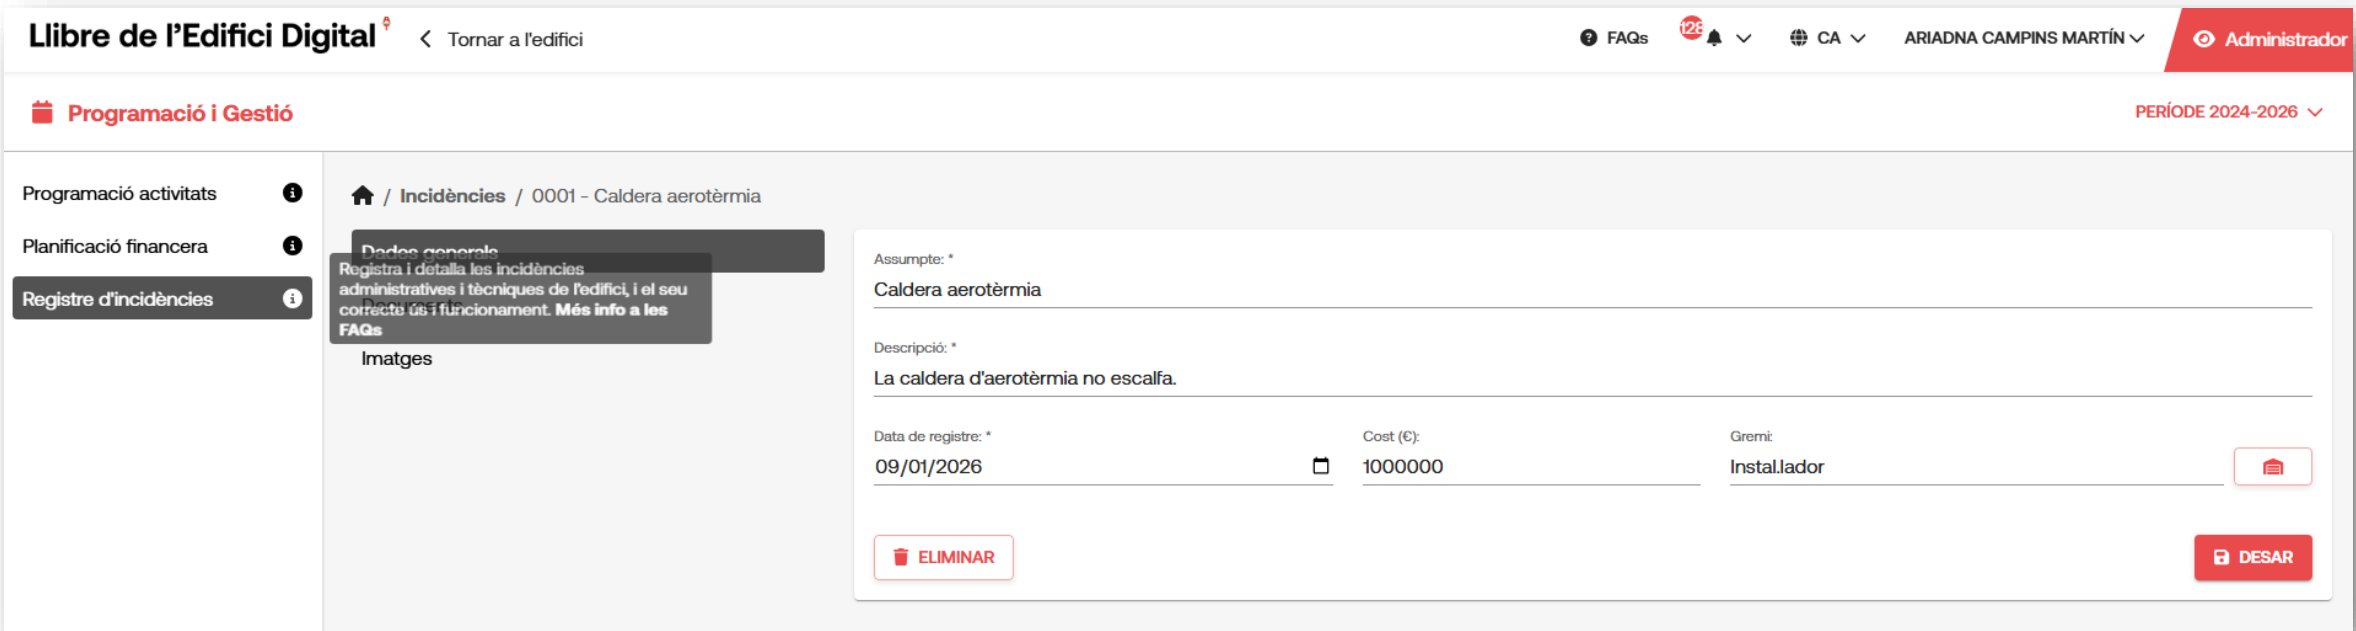 Llibre de l'Edifici Digital
Tornar a l'edifici
FAQs
128
CA
ARIADNA CAMPINS MARTÍN
Administrador
Programació i Gestió
PERÍODE 2024-2026
Programació activitats
Planificació financera
Registre d'incidències
/ Incidències / 0001 - Caldera aerotèrmia
Dades generals
Registra i detalla les incidències
administratives i tècniques de l'edifici, i el seu
correcte ús i funcionament. Més info a les
FAQs
Documents
Imatges
Assumpte: *
Caldera aerotèrmia
Descripció: *
La caldera d'aerotèrmia no escalfa.
Data de registre: *
09/01/2026
Cost (€):
1000000
Gremi:
Instal.lador
ELIMINAR
DESAR